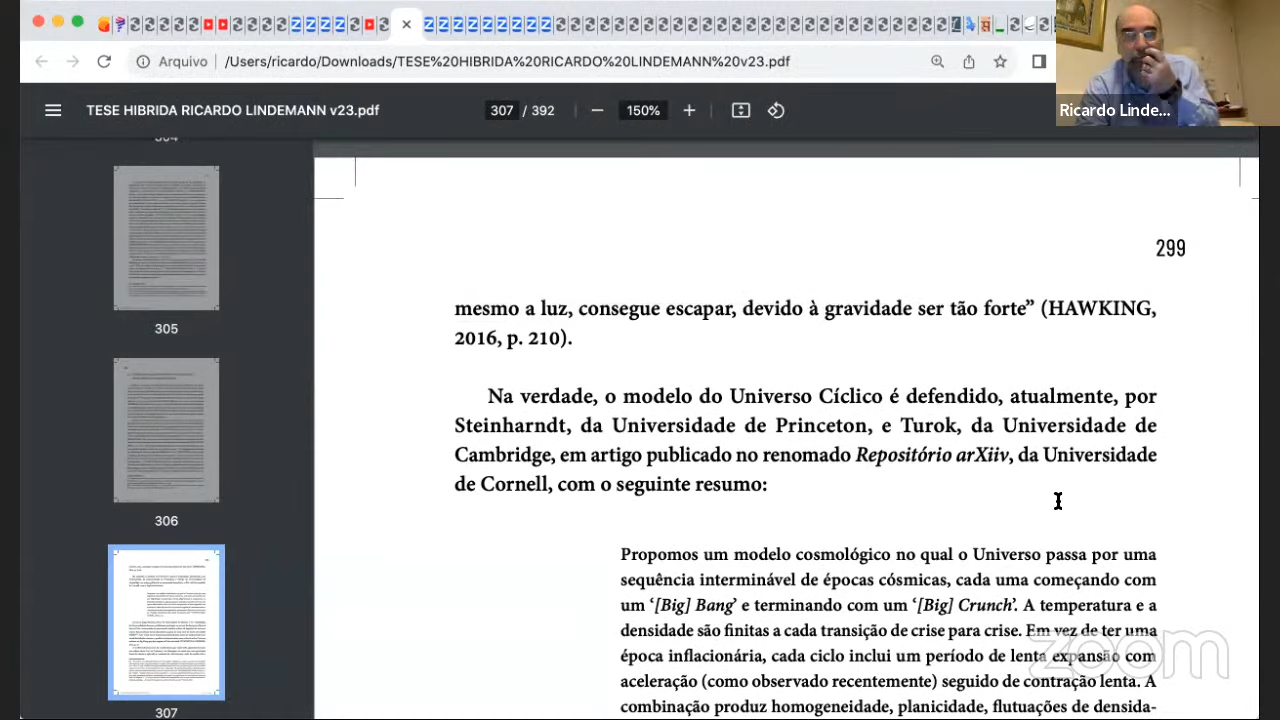 Arquivo
/Users/ricardo/Downloads/TESE%20HIBRIDA%20RICARDO%20LINDEMANN%20v23.pdf
TESE HIBRIDA RICARDO LINDEMANN v23.pdf
307 / 392
150%
Ricardo Linde...
305
306
307
299
mesmo a luz, consegue escapar, devido à gravidade ser tão forte” (HAWKING,
2016, p. 210).
Na verdade, o modelo do Universo Cíclico é defendido, atualmente, por
Steinharndt, da Universidade de Princeton, e Turok, da Universidade de
Cambridge, em artigo publicado no renomado Repositório arXiiv, da Universidade
de Cornell, com o seguinte resumo:
Propomos um modelo cosmológico no qual o Universo passa por uma
sequência interminável de épocas cósmicas, cada uma começando com
um ‘[Big] Bang’ e terminando com um ‘[Big] Crunch’. A temperatura e a
densidade são finitas a cada transição de crise para crise. Em vez de ter uma
época inflacionária, cada ciclo inclui um período de lenta expansão com
aceleração (como observado recentemente) seguido de contração lenta. A
combinação produz homogeneidade, planicidade, flutuações de densida-
zoom